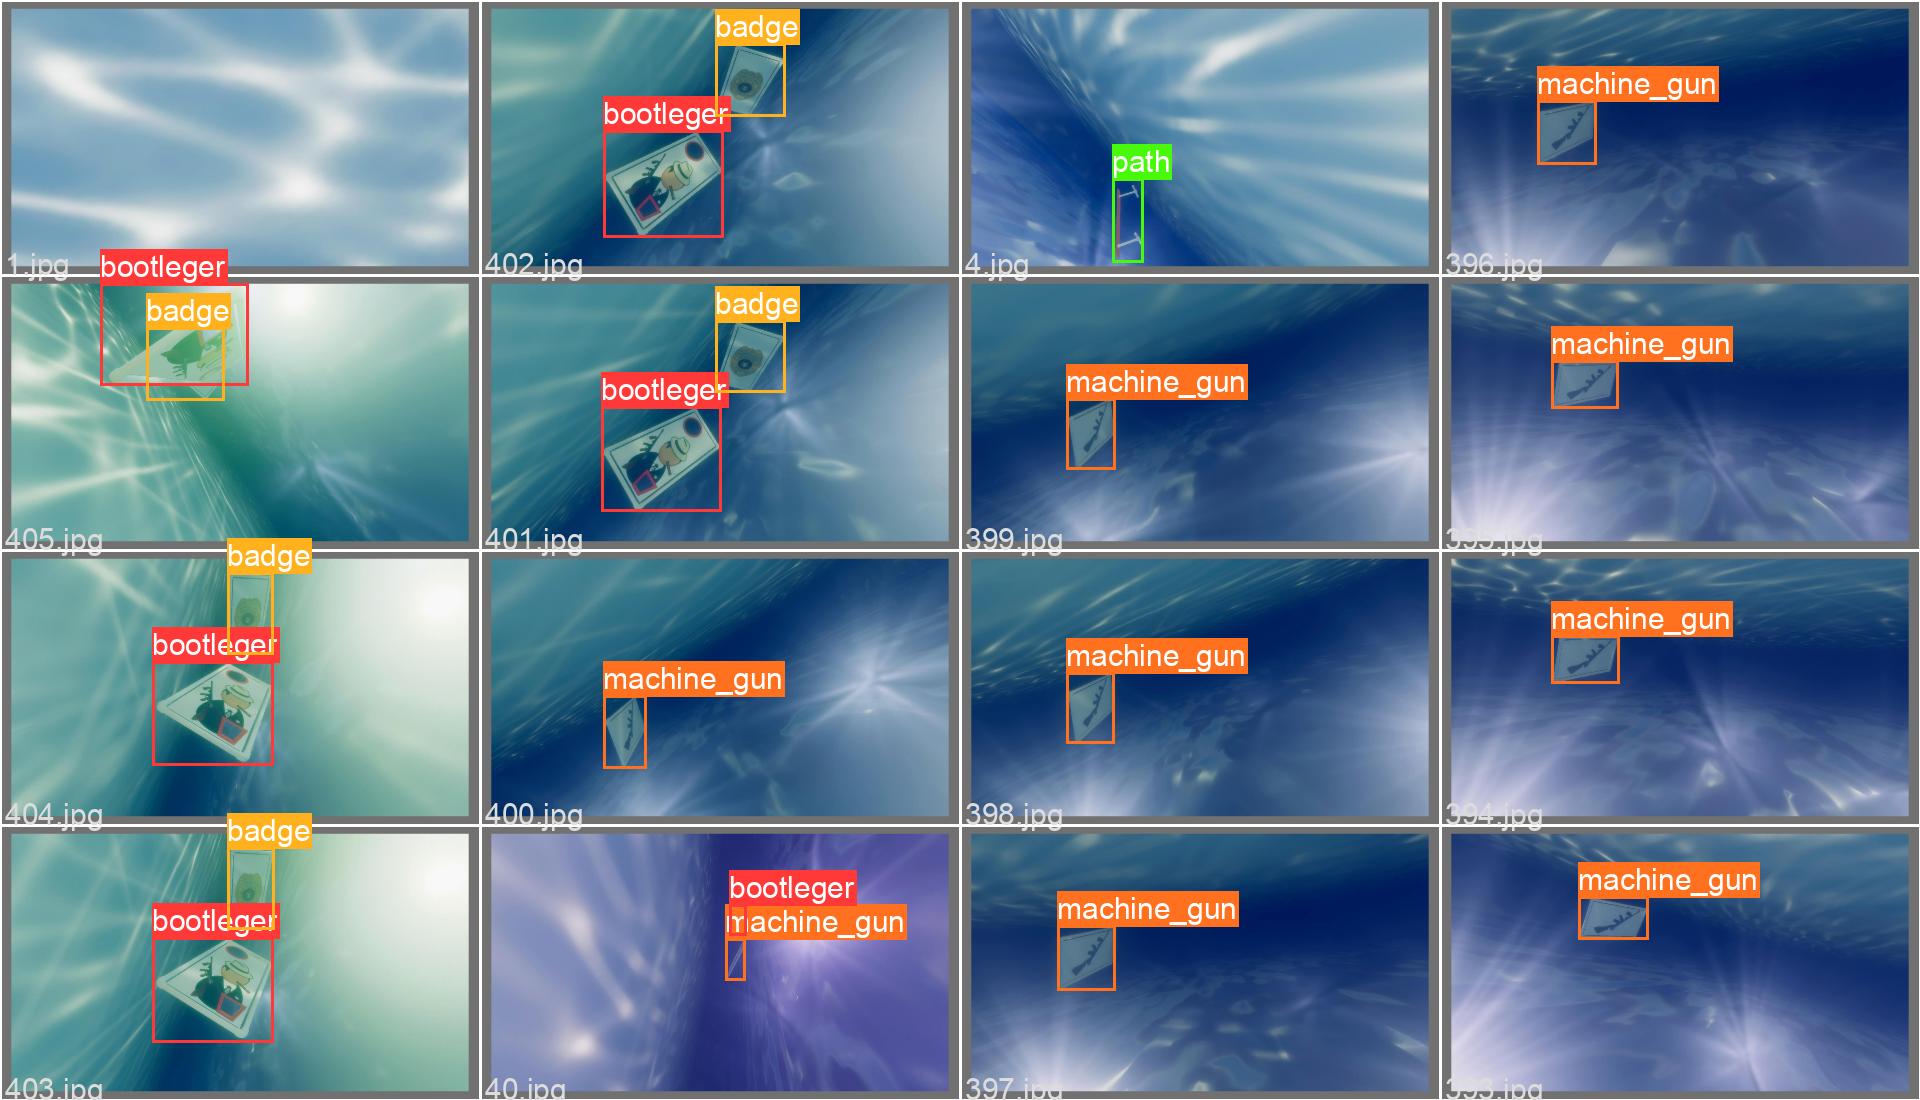 badge
bootleger
path
machine_gun
1.jpg
402.jpg
4.jpg
396.jpg
bootleger
badge
badge
bootleger
machine_gun
machine_gun
405.jpg
401.jpg
399.jpg
395.jpg
badge
bootleger
machine_gun
machine_gun
machine_gun
404.jpg
400.jpg
398.jpg
394.jpg
badge
bootleger
bootleger
machine_gun
machine_gun
machine_gun
403.jpg
40.jpg
397.jpg
393.jpg